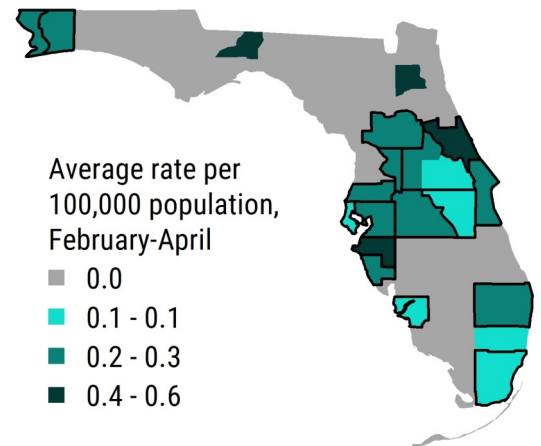 Average rate per
100,000 population,
February-April
0.0
0.1 - 0.1
0.2 - 0.3
0.4 - 0.6